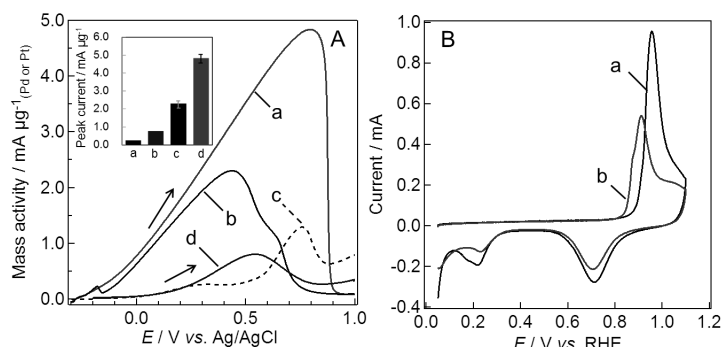 A
Mass activity / mA μg⁻¹(Pd or Pt)
5.0
4.0
3.0
2.0
1.0
0.0
0.0
0.5
1.0
E / V vs. Ag/AgCl
a
b
c
d
Peak current / mA μg⁻¹
6.0
5.0
4.0
3.0
2.0
1.0
0.0
a b c d
B
Current / mA
1.0
0.8
0.6
0.4
0.2
0.0
-0.2
-0.4
0.0 0.2 0.4 0.6 0.8 1.0 1.2
E / V vs. RHE
a
b